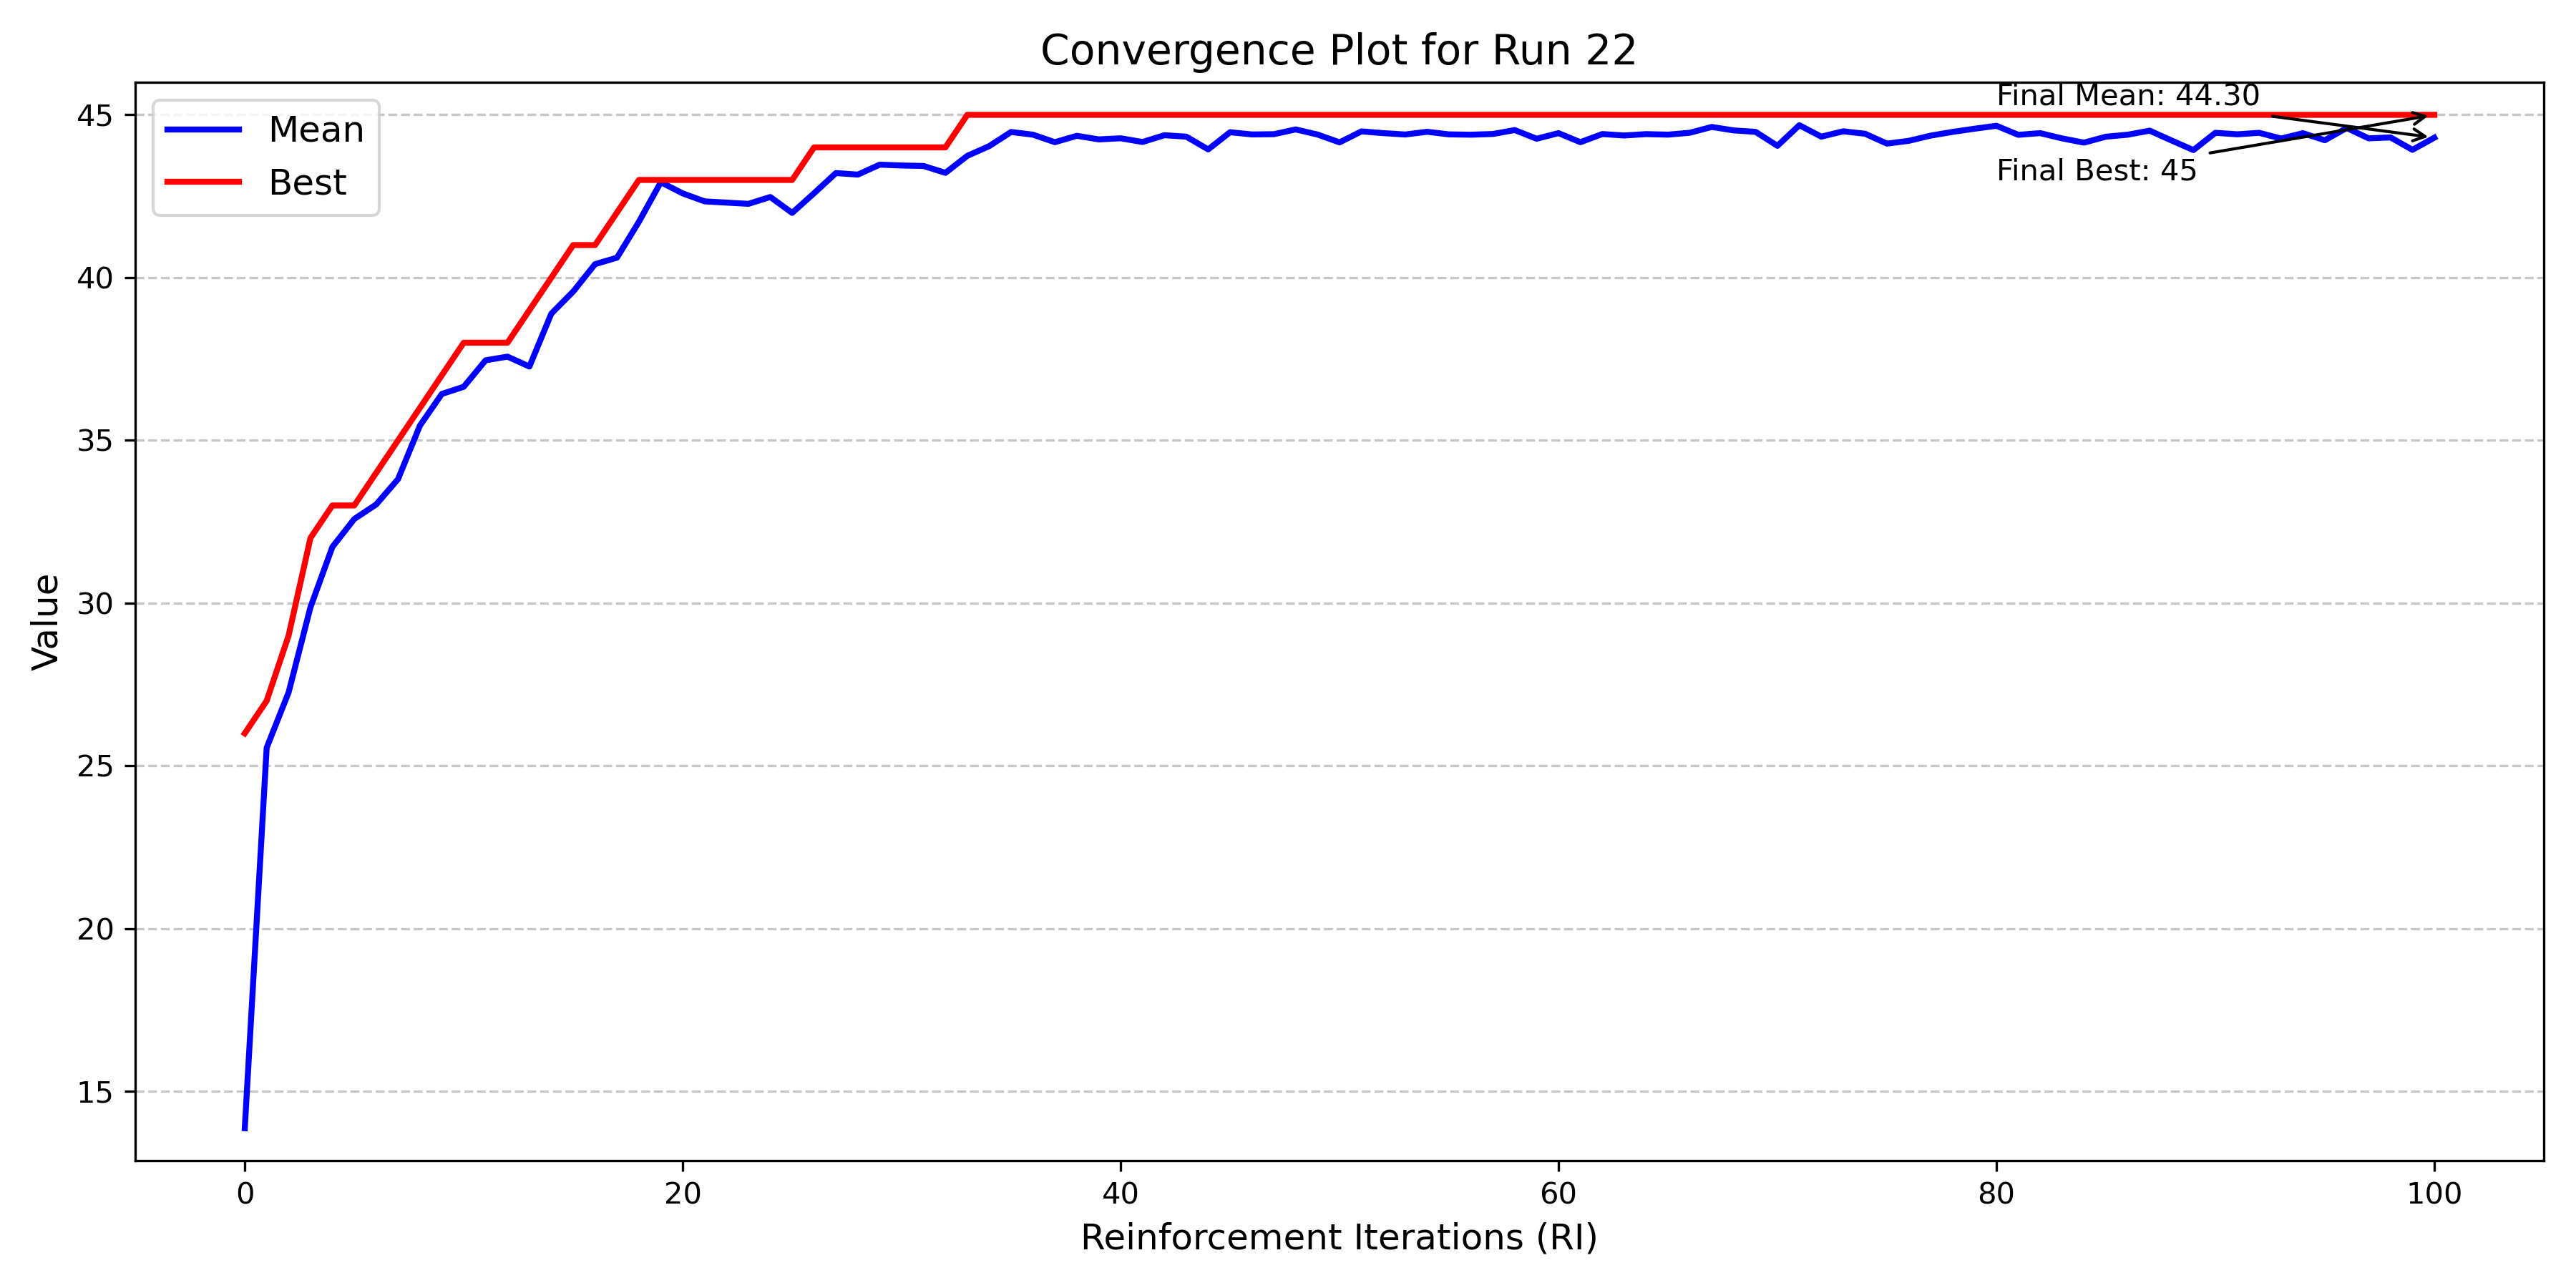 Convergence Plot for Run 22
Mean
Best
Final Mean: 44.30
Final Best: 45
Value
45
40
35
30
25
20
15
0
20
40
60
80
100
Reinforcement Iterations (RI)